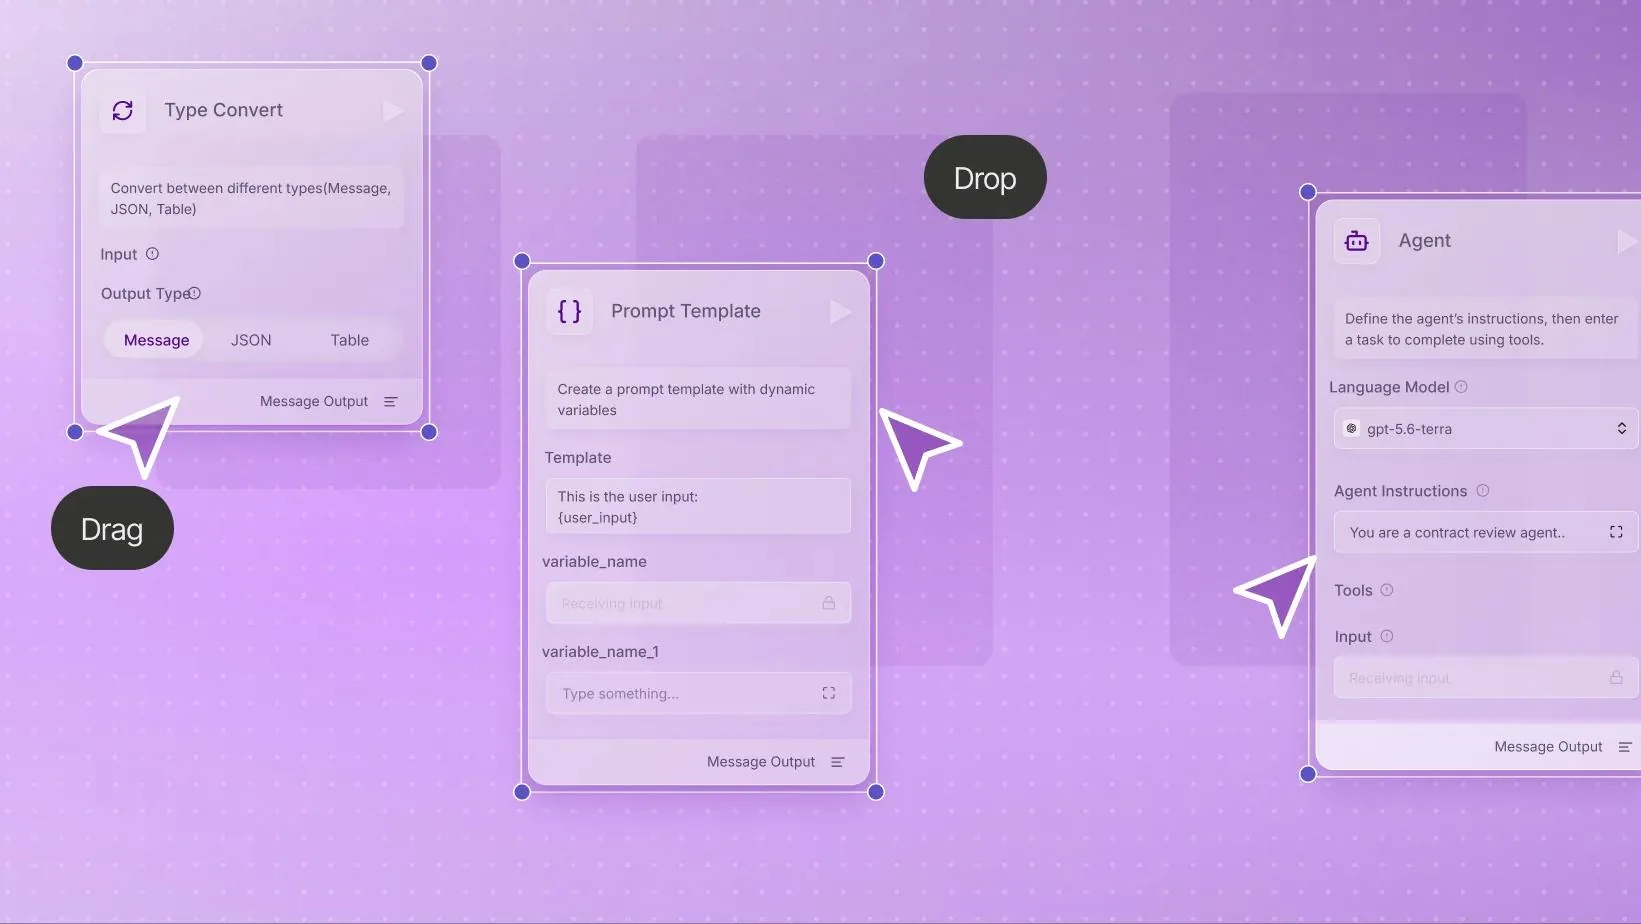 Type Convert
Convert between different types(Message,
JSON, Table)
Input
Output Type
Message
JSON
Table
Message Output
Drag
{} Prompt Template
Create a prompt template with dynamic
variables
Template
This is the user input:
{user_input}
variable_name
Receiving input
variable_name_1
Type something...
Message Output
Drop
Agent
Define the agent’s instructions, then enter
a task to complete using tools.
Language Model
gpt-5.6-terra
Agent Instructions
You are a contract review agent..
Tools
Input
Receiving input
Message Output